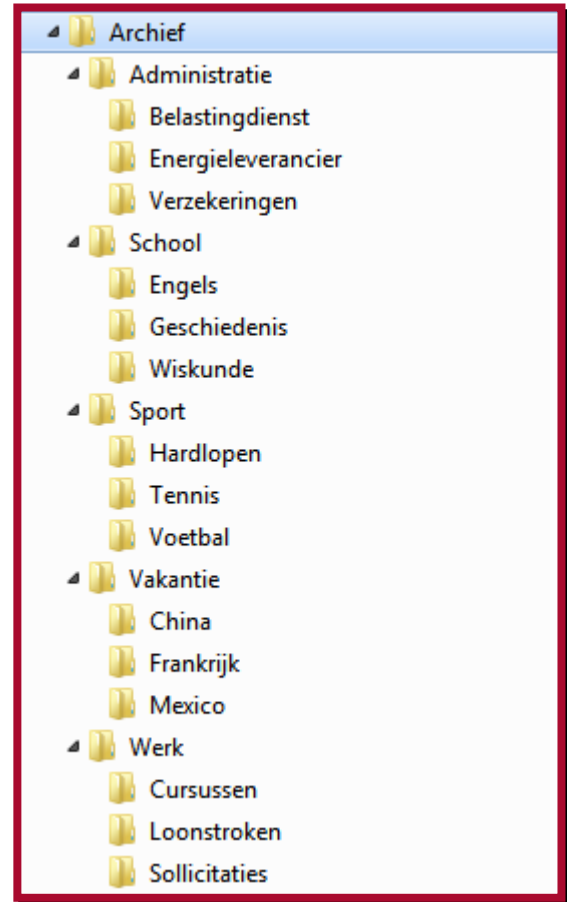 Archief
Administratie
Belastingdienst
Energieleverancier
Verzekeringen
School
Engels
Geschiedenis
Wiskunde
Sport
Hardlopen
Tennis
Voetbal
Vakantie
China
Frankrijk
Mexico
Werk
Cursussen
Loonstroken
Sollicitaties